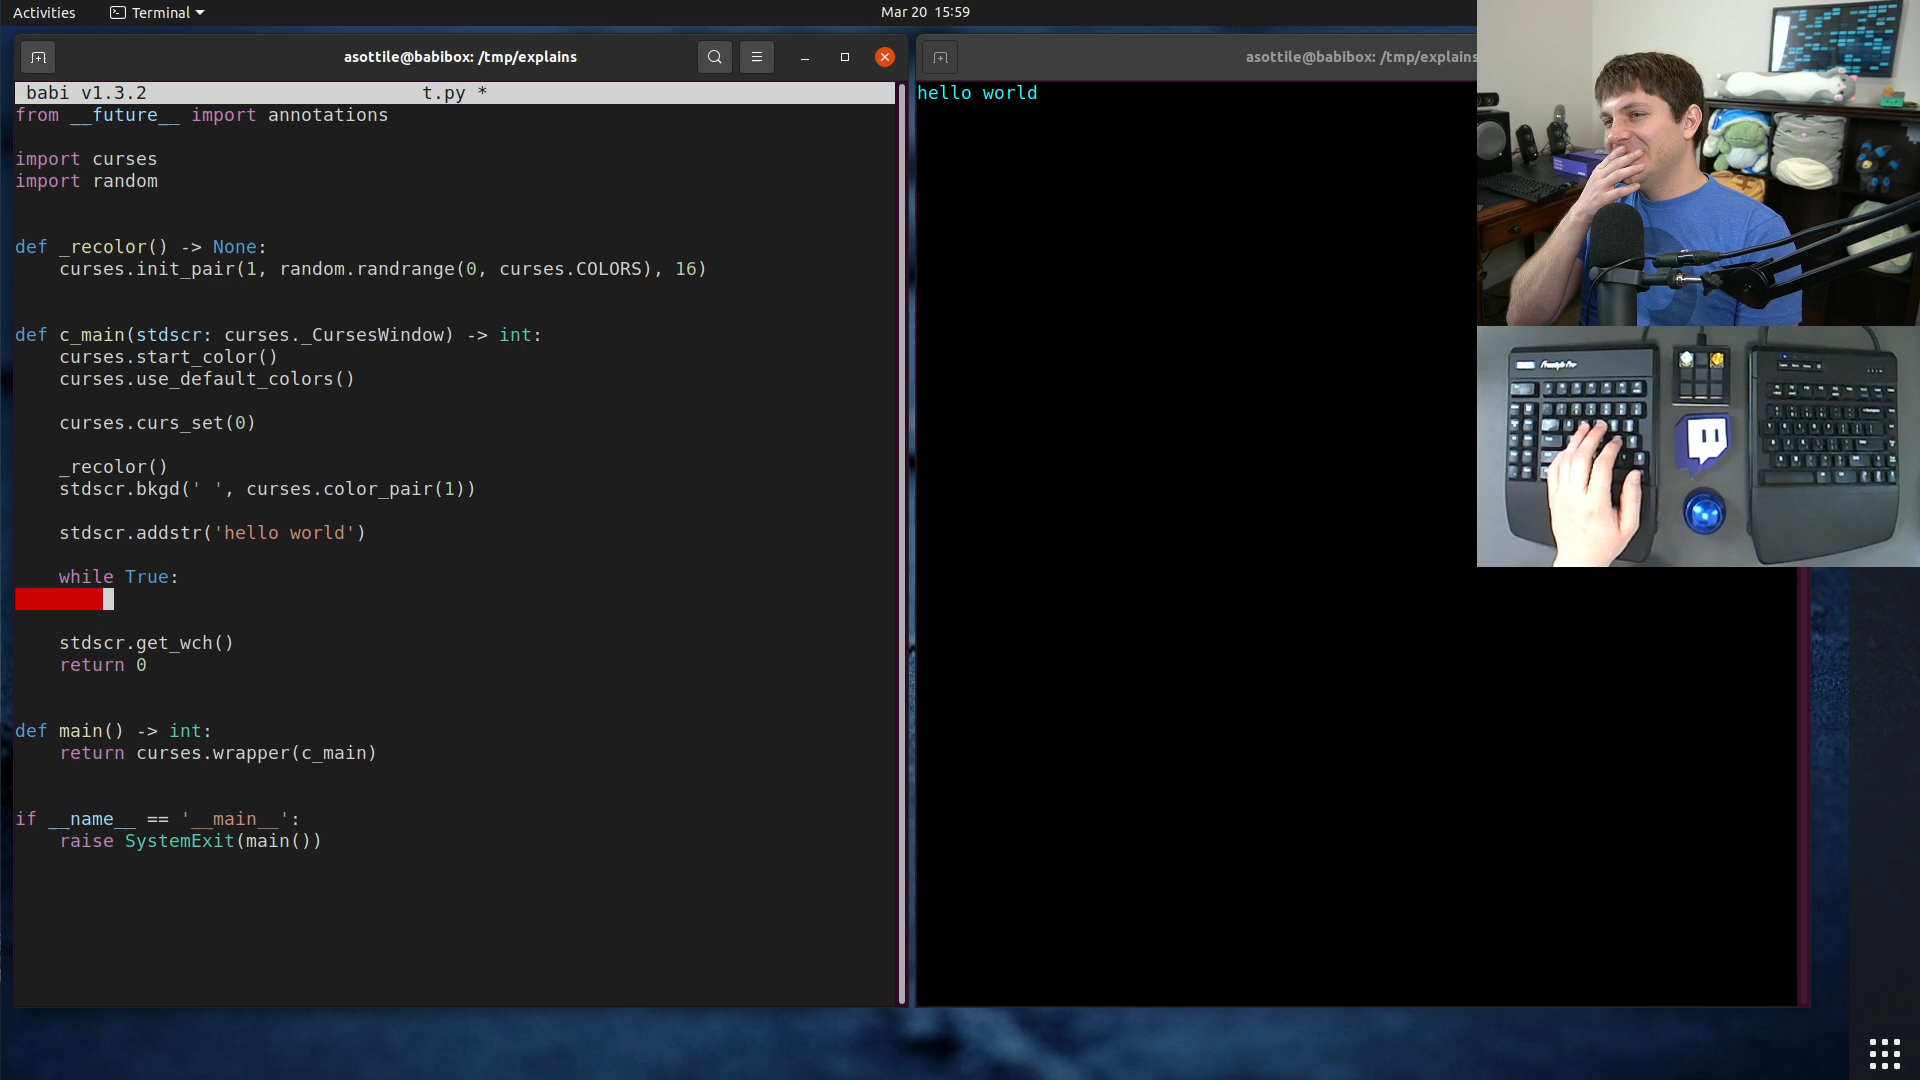 Activities
Terminal
Mar 20 15:59
asottile@babibox: /tmp/explains
babi v1.3.2 t.py *
from __future__ import annotations
import curses
import random
def _recolor() -> None:
    curses.init_pair(1, random.randrange(0, curses.COLORS), 16)
def c_main(stdscr: curses._CursesWindow) -> int:
    curses.start_color()
    curses.use_default_colors()
    curses.curs_set(0)
    _recolor()
    stdscr.bkgd(' ', curses.color_pair(1))
    stdscr.addstr('hello world')
    while True:
    stdscr.get_wch()
    return 0
def main() -> int:
    return curses.wrapper(c_main)
if __name__ == '__main__':
    raise SystemExit(main())
asottile@babibox: /tmp/explains
hello world
Freestyle Pro